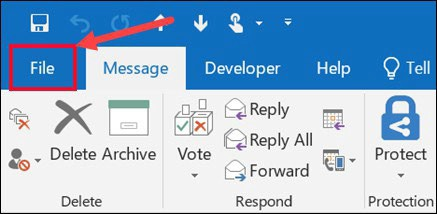 File Message Developer Help Tell
Delete Archive Vote Reply Reply All Forward Protect
Delete Respond Protection